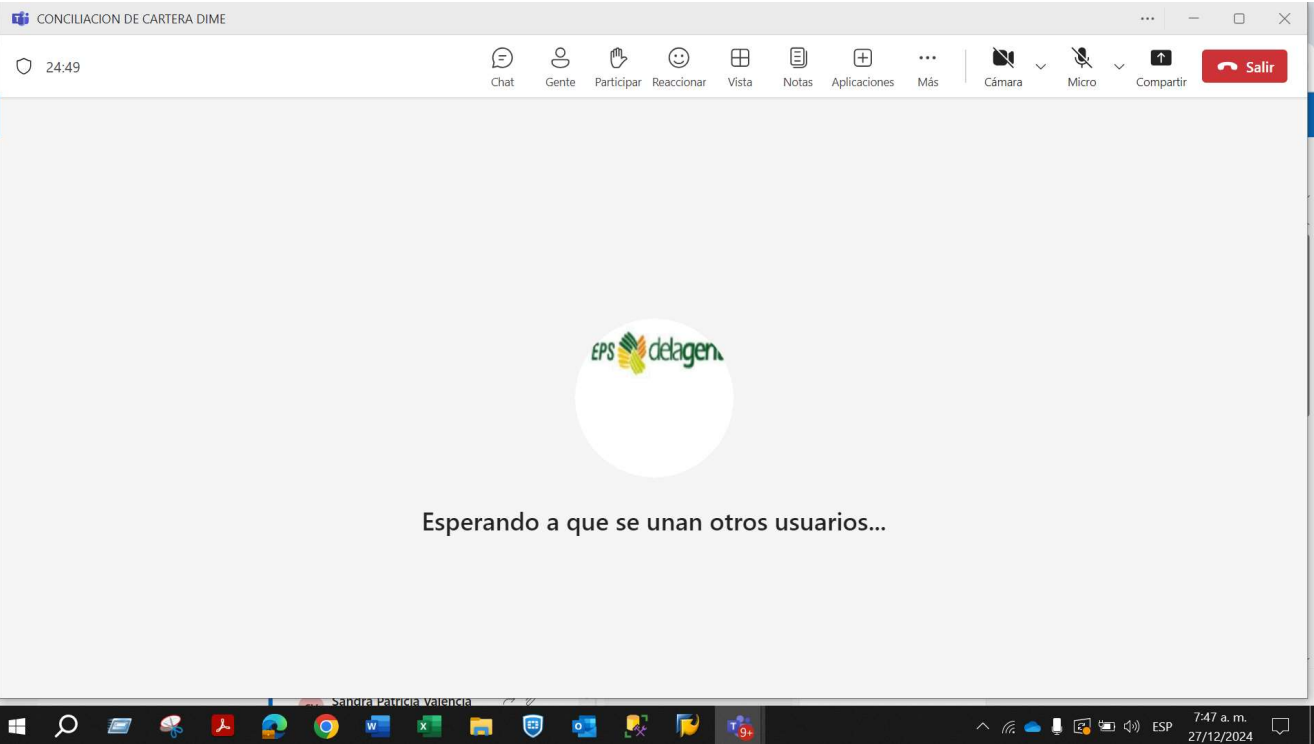 CONCILIACION DE CARTERA DIME
24:49
Chat
Gente
Participar
Reaccionar
Vista
Notas
Aplicaciones
Más
Cámara
Micro
Compartir
Salir
EPS delagen
Esperando a que se unan otros usuarios...
Sandra Patricia Valencia
9+
ESP
7:47 a. m.
27/12/2024